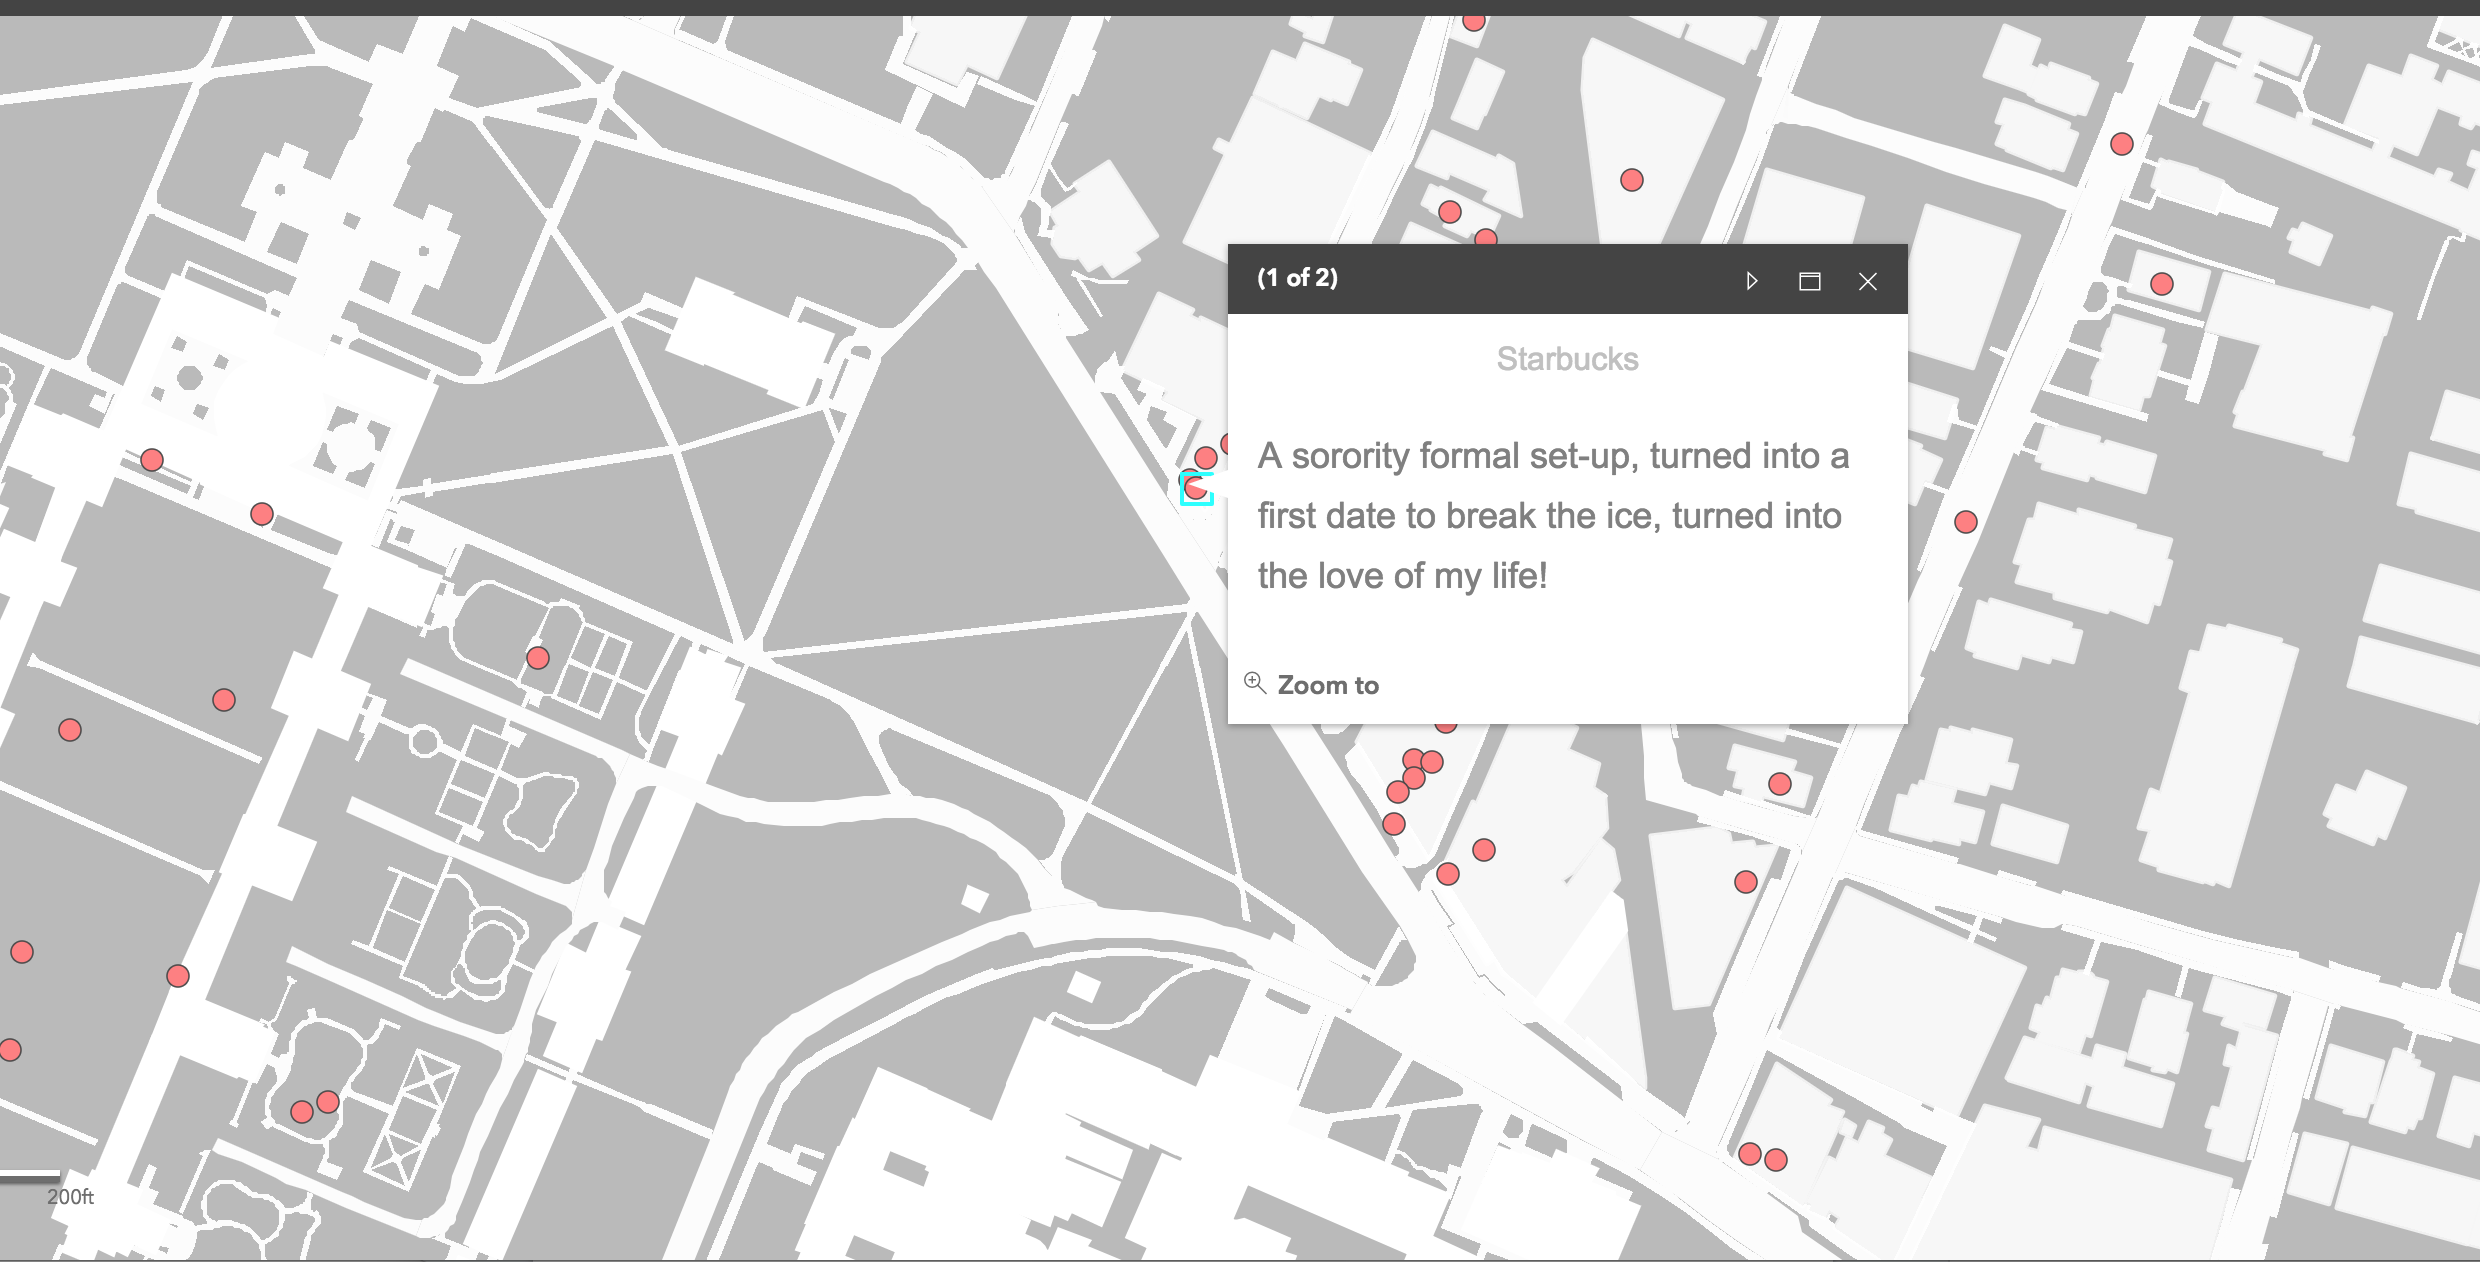 (1 of 2)
Starbucks
A sorority formal set-up, turned into a
first date to break the ice, turned into
the love of my life!
Zoom to
200ft